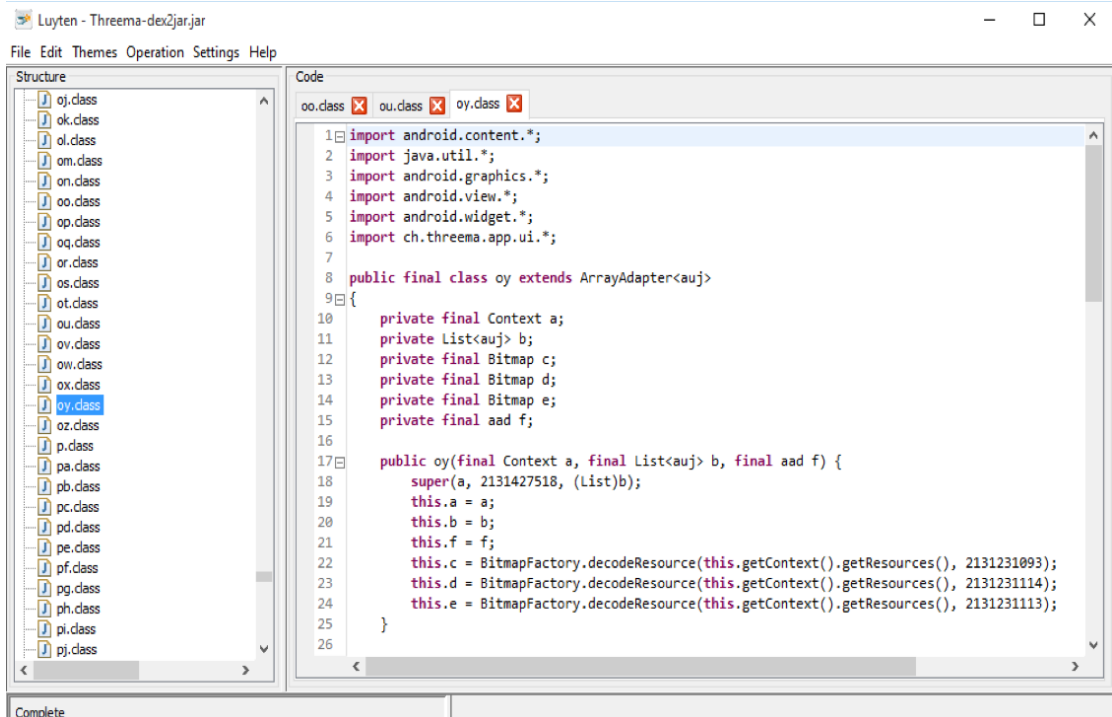 Luyten - Threema-dex2jar.jar
File Edit Themes Operation Settings Help
Structure
oj.class
ok.class
ol.class
om.class
on.class
oo.class
op.class
oq.class
or.class
os.class
ot.class
ou.class
ov.class
ow.class
ox.class
oy.class
oz.class
p.class
pa.class
pb.class
pc.class
pd.class
pe.class
pf.class
pg.class
ph.class
pi.class
pj.class
Code
oo.class ou.class oy.class
1 import android.content.*;
2 import java.util.*;
3 import android.graphics.*;
4 import android.view.*;
5 import android.widget.*;
6 import ch.threema.app.ui.*;
7
8 public final class oy extends ArrayAdapter<auj>
9 {
10 private final Context a;
11 private List<auj> b;
12 private final Bitmap c;
13 private final Bitmap d;
14 private final Bitmap e;
15 private final aad f;
16
17 public oy(final Context a, final List<auj> b, final aad f) {
18 super(a, 2131427518, (List)b);
19 this.a = a;
20 this.b = b;
21 this.f = f;
22 this.c = BitmapFactory.decodeResource(this.getContext().getResources(), 2131231093);
23 this.d = BitmapFactory.decodeResource(this.getContext().getResources(), 2131231114);
24 this.e = BitmapFactory.decodeResource(this.getContext().getResources(), 2131231113);
25 }
26
Complete